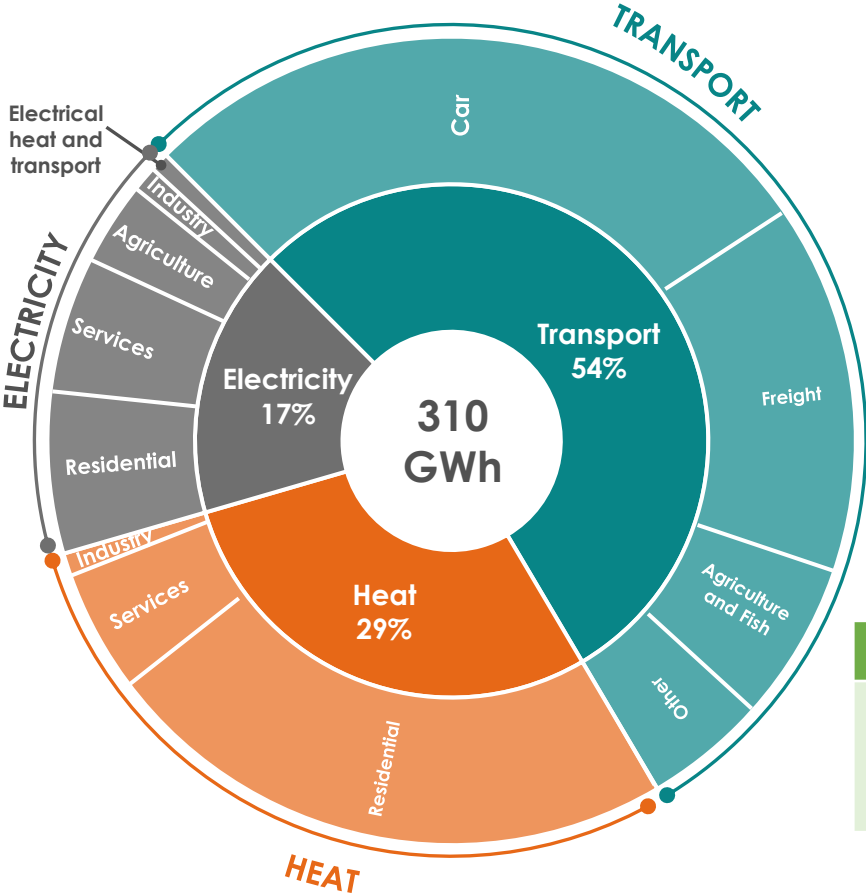 TRANSPORT
Car
Freight
Agriculture
and Fish
Other
Transport
54%
310
GWh
Heat
29%
HEAT
Residential
Services
Industry
Electricity
17%
ELECTRICITY
Residential
Services
Agriculture
Industry
Electrical
heat and
transport